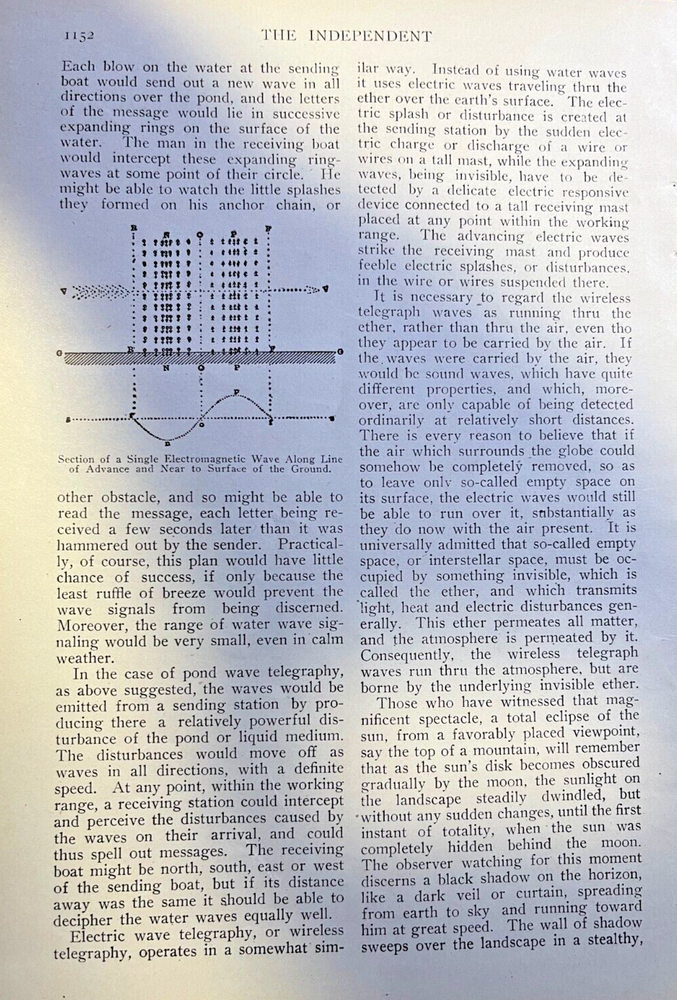 1152
THE INDEPENDENT
Each blow on the water at the sending
boat would send out a new wave in all
directions over the pond, and the letters
of the message would lie in successive
expanding rings on the surface of the
water. The man in the receiving boat
would intercept these expanding ring-
waves at some point of their circle. He
might be able to watch the little splashes
they formed on his anchor chain, or
B N O P F
V V
G B N O P F G
s P s
O
B
Section of a Single Electromagnetic Wave Along Line
of Advance and Near to Surface of the Ground.
other obstacle, and so might be able to
read the message, each letter being re-
ceived a few seconds later than it was
hammered out by the sender. Practical-
ly, of course, this plan would have little
chance of success, if only because the
least ruffle of breeze would prevent the
wave signals from being discerned.
Moreover, the range of water wave sig-
naling would be very small, even in calm
weather.
In the case of pond wave telegraphy,
as above suggested, the waves would be
emitted from a sending station by pro-
ducing there a relatively powerful dis-
turbance of the pond or liquid medium.
The disturbances would move off as
waves in all directions, with a definite
speed. At any point, within the working
range, a receiving station could intercept
and perceive the disturbances caused by
the waves on their arrival, and could
thus spell out messages. The receiving
boat might be north, south, east or west
of the sending boat, but if its distance
away was the same it should be able to
decipher the water waves equally well.
Electric wave telegraphy, or wireless
telegraphy, operates in a somewhat sim-
ilar way. Instead of using water waves
it uses electric waves traveling thru the
ether over the earth's surface. The elec-
tric splash or disturbance is created at
the sending station by the sudden elec-
tric charge or discharge of a wire or
wires on a tall mast, while the expanding
waves, being invisible, have to be de-
tected by a delicate electric responsive
device connected to a tall receiving mast
placed at any point within the working
range. The advancing electric waves
strike the receiving mast and produce
feeble electric splashes, or disturbances,
in the wire or wires suspended there.
It is necessary to regard the wireless
telegraph waves as running thru the
ether, rather than thru the air, even tho
they appear to be carried by the air. If
the waves were carried by the air, they
would be sound waves, which have quite
different properties, and which, more-
over, are only capable of being detected
ordinarily at relatively short distances.
There is every reason to believe that if
the air which surrounds the globe could
somehow be completely removed, so as
to leave only so-called empty space on
its surface, the electric waves would still
be able to run over it, substantially as
they do now with the air present. It is
universally admitted that so-called empty
space, or interstellar space, must be oc-
cupied by something invisible, which is
called the ether, and which transmits
light, heat and electric disturbances gen-
erally. This ether permeates all matter,
and the atmosphere is permeated by it.
Consequently, the wireless telegraph
waves run thru the atmosphere, but are
borne by the underlying invisible ether.
Those who have witnessed that mag-
nificent spectacle, a total eclipse of the
sun, from a favorably placed viewpoint,
say the top of a mountain, will remember
that as the sun's disk becomes obscured
gradually by the moon, the sunlight on
the landscape steadily dwindled, but
without any sudden changes, until the first
instant of totality, when the sun was
completely hidden behind the moon.
The observer watching for this moment
discerns a black shadow on the horizon,
like a dark veil or curtain, spreading
from earth to sky and running toward
him at great speed. The wall of shadow
sweeps over the landscape in a stealthy,